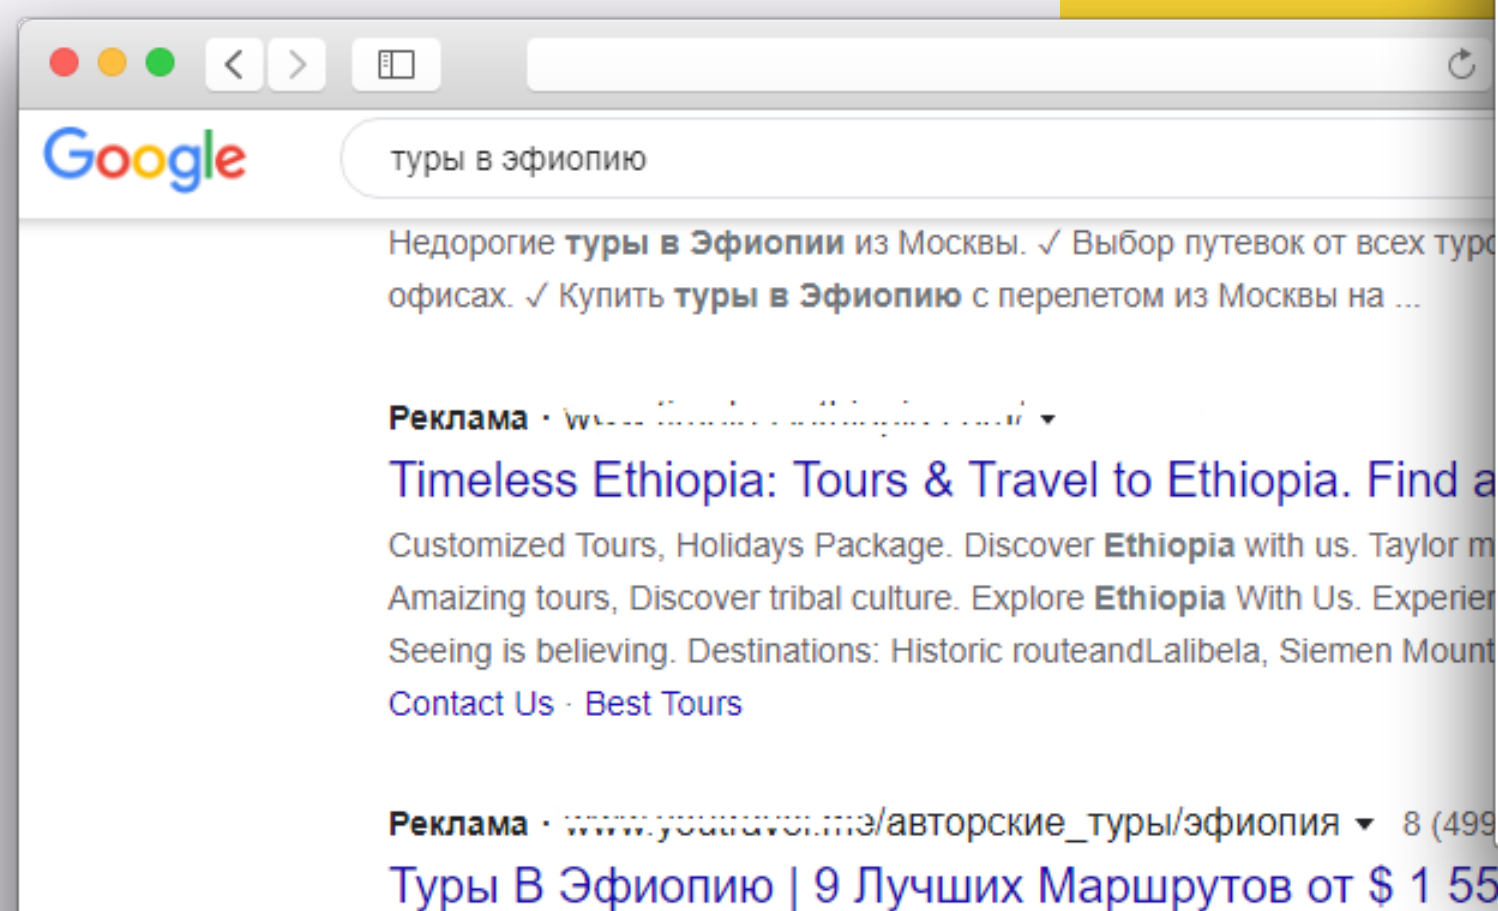 Google
туры в эфиопию
Недорогие туры в Эфиопии из Москвы. ✓ Выбор путевок от всех
офисах. ✓ Купить туры в Эфиопию с перелетом из Москвы на ...
Реклама ·
Timeless Ethiopia: Tours & Travel to Ethiopia. Find a
Customized Tours, Holidays Package. Discover Ethiopia with us. Taylor m
Amaizing tours, Discover tribal culture. Explore Ethiopia With Us. Experier
Seeing is believing. Destinations: Historic routeandLalibela, Siemen Mount
Contact Us · Best Tours
Реклама · /авторские_туры/эфиопия 8 (499
Туры В Эфиопию | 9 Лучших Маршрутов от $ 1 55